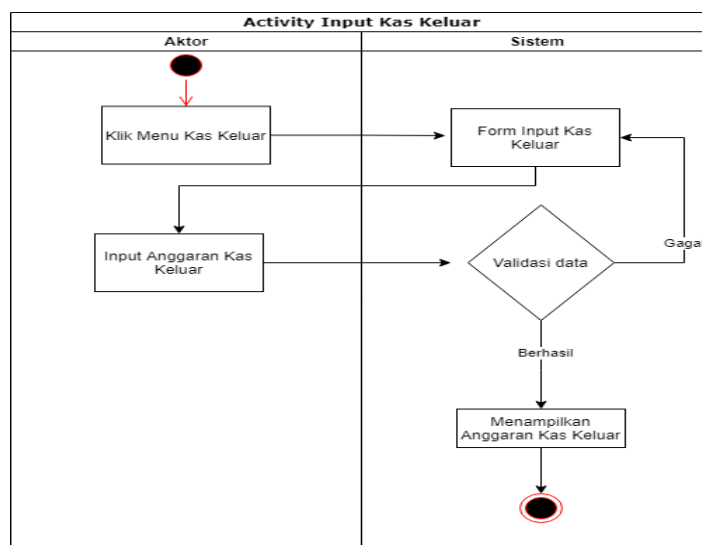 Activity Input Kas Keluar
Aktor
Sistem
Klik Menu Kas Keluar
Form Input Kas
Keluar
Input Anggaran Kas
Keluar
Validasi data
Gagal
Berhasil
Menampilkan
Anggaran Kas Keluar